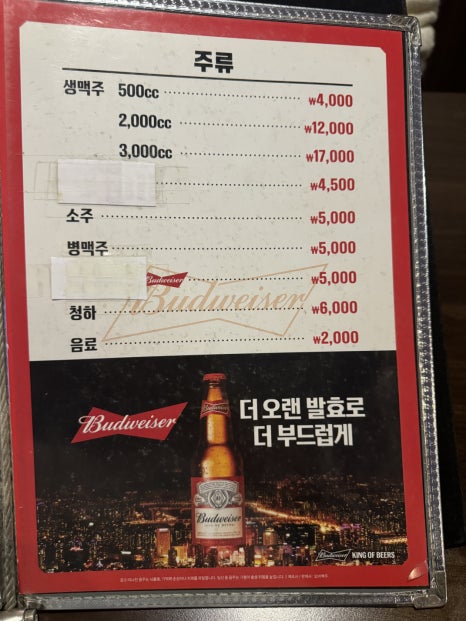 주류
생맥주 500cc ₩4,000
2,000cc ₩12,000
3,000cc ₩17,000
₩4,500
소주 ₩5,000
병맥주 ₩5,000
Budweiser ₩5,000
Budweiser
청하 ₩6,000
음료 ₩2,000
Budweiser
더 오랜 발효로
더 부드럽게
Budweiser
Budweiser
Budweiser KING OF BEERS